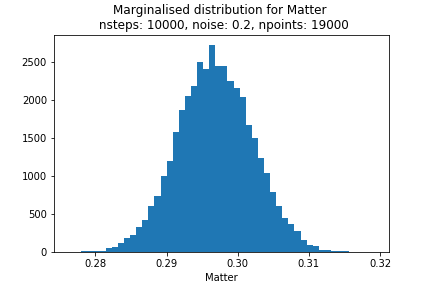 Marginalised distribution for Matter
nsteps: 10000, noise: 0.2, npoints: 19000
2500
2000
1500
1000
500
0
0.28 0.29 0.30 0.31 0.32
Matter